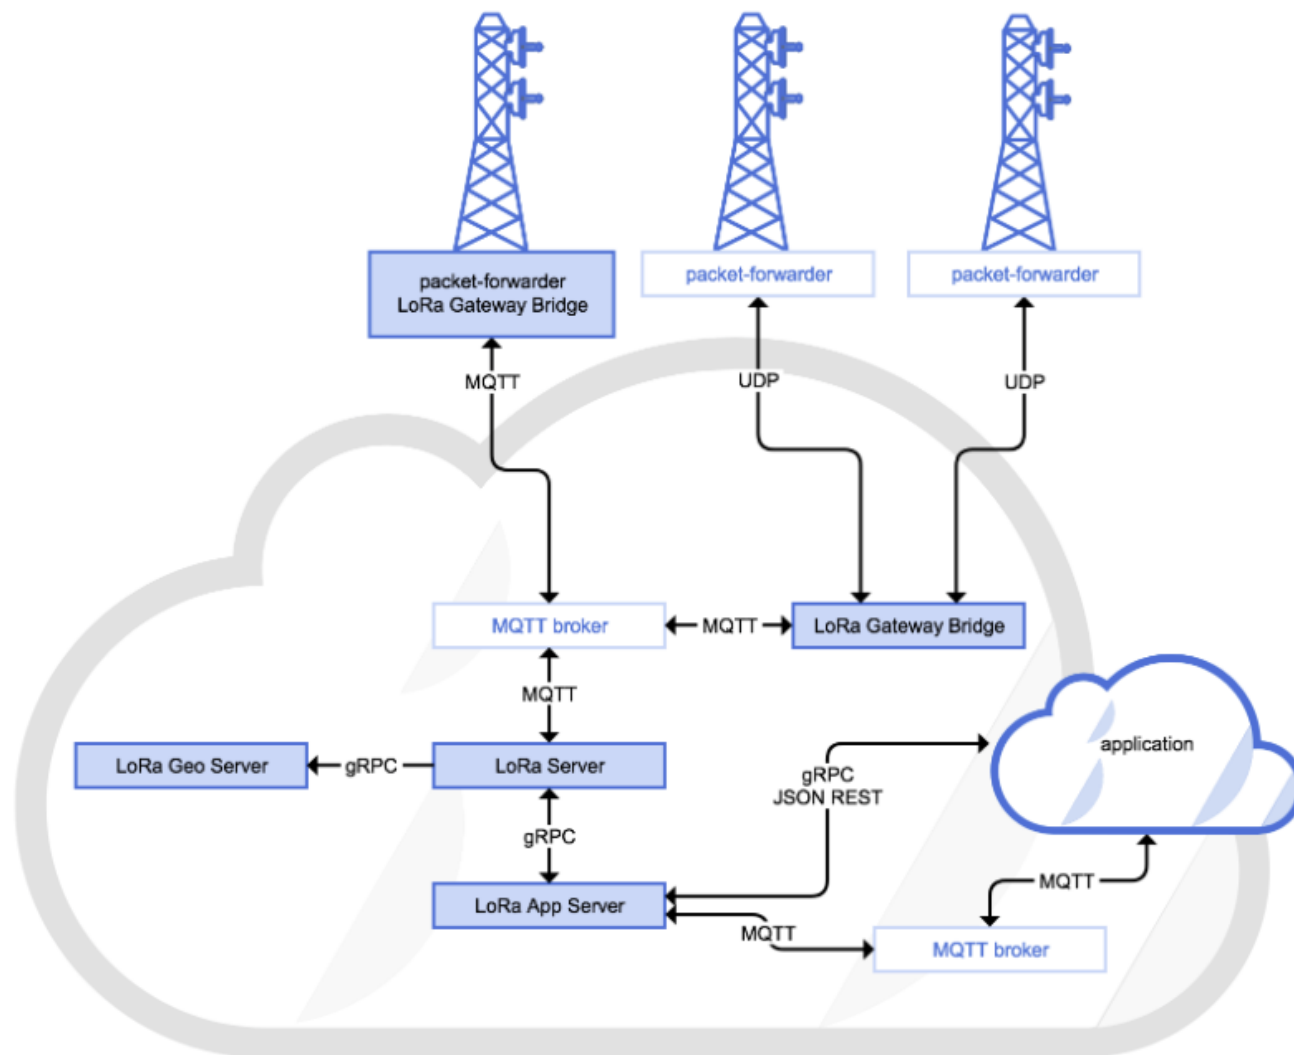 packet-forwarder
LoRa Gateway Bridge
packet-forwarder
packet-forwarder
MQTT
UDP
UDP
MQTT broker
MQTT
LoRa Gateway Bridge
MQTT
LoRa Geo Server
gRPC
LoRa Server
gRPC
JSON REST
application
gRPC
LoRa App Server
MQTT
MQTT
MQTT broker